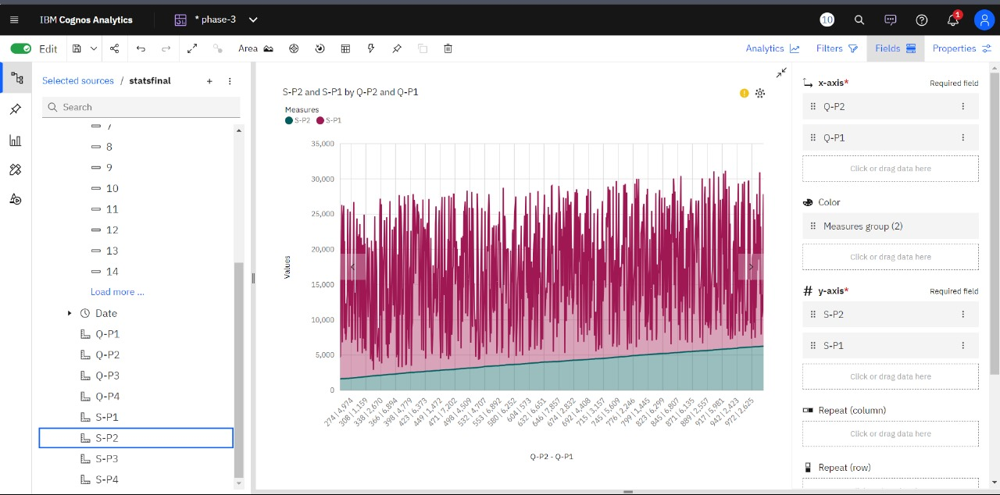 IBM Cognos Analytics
* phase-3
10
1
Edit
Area
Analytics
Filters
Fields
Properties
Selected sources / statsfinal
Search
7
8
9
10
11
12
13
14
Load more ...
Date
Q-P1
Q-P2
Q-P3
Q-P4
S-P1
S-P2
S-P3
S-P4
S-P2 and S-P1 by Q-P2 and Q-P1
Measures
S-P2 S-P1
Values
35,000
30,000
25,000
20,000
15,000
10,000
5,000
0
274|4,974
308|1,159
338|2,670
366|6,894
398|4,779
423|6,373
449|1,472
471|7,202
498|4,509
532|4,707
553|6,892
580|6,252
604|573
632|6,651
646|7,857
674|2,832
692|4,408
715|3,157
745|5,609
776|2,246
799|1,445
823|6,299
845|6,807
871|6,135
889|2,557
917|5,981
942|2,423
972|2,625
Q-P2 - Q-P1
x-axis* Required field
Q-P2
Q-P1
Click or drag data here
Color
Measures group (2)
Click or drag data here
# y-axis* Required field
S-P2
S-P1
Click or drag data here
Repeat (column)
Click or drag data here
Repeat (row)